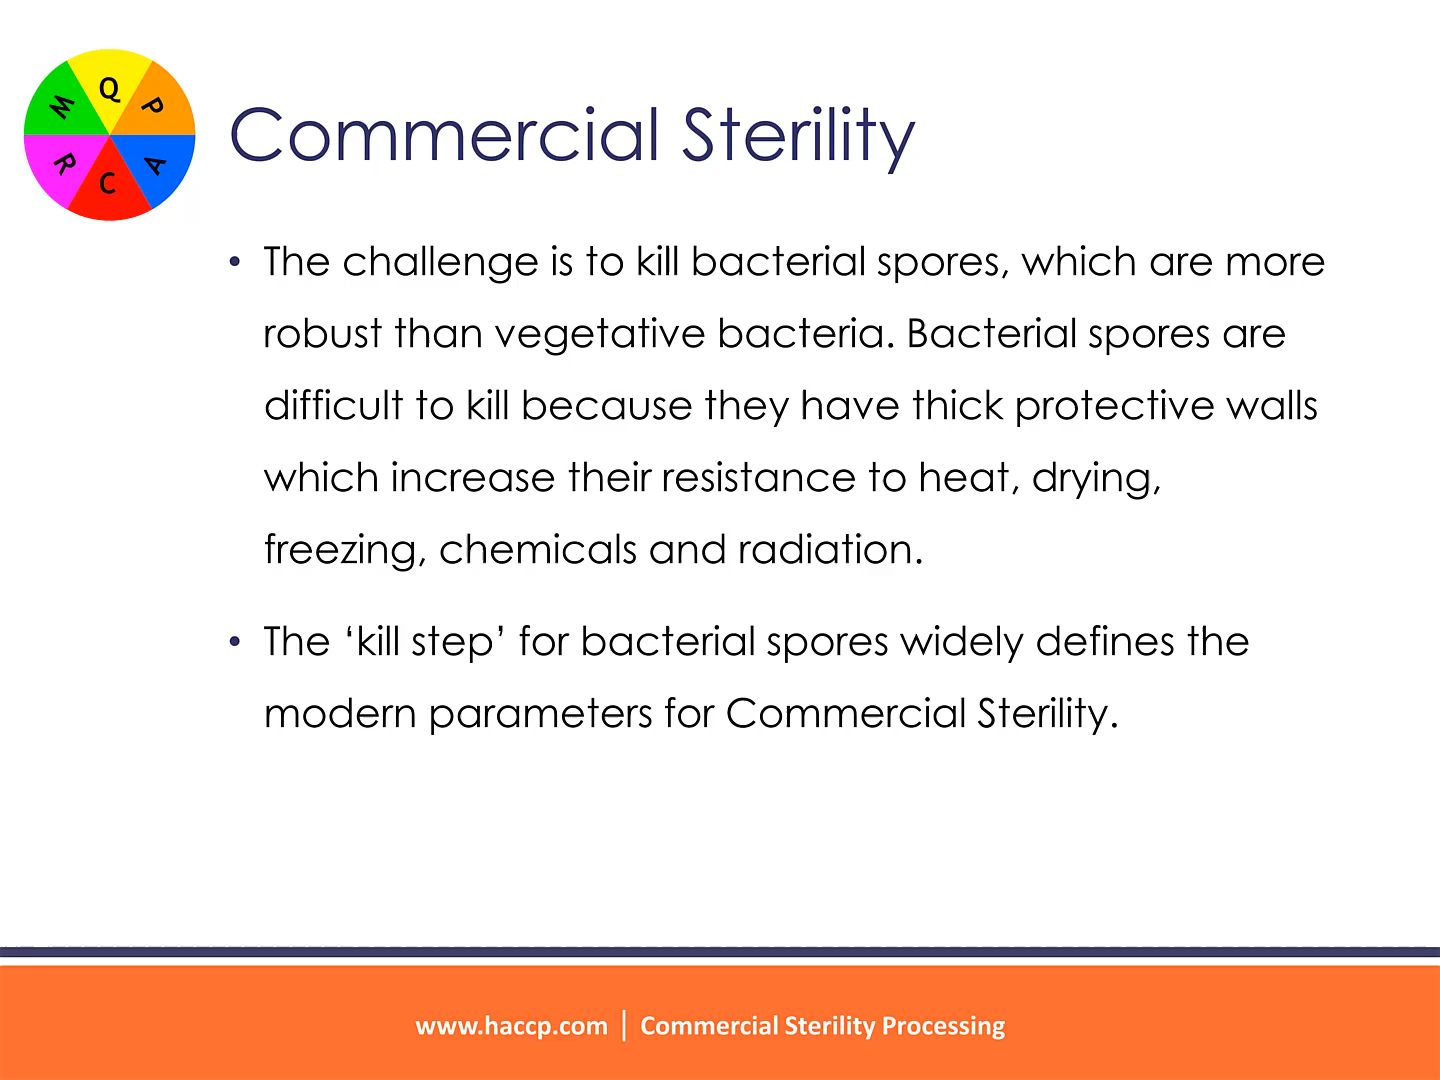 Q
P
A
C
R
M
Commercial Sterility
• The challenge is to kill bacterial spores, which are more
robust than vegetative bacteria. Bacterial spores are
difficult to kill because they have thick protective walls
which increase their resistance to heat, drying,
freezing, chemicals and radiation.
• The ‘kill step’ for bacterial spores widely defines the
modern parameters for Commercial Sterility.
www.haccp.com | Commercial Sterility Processing